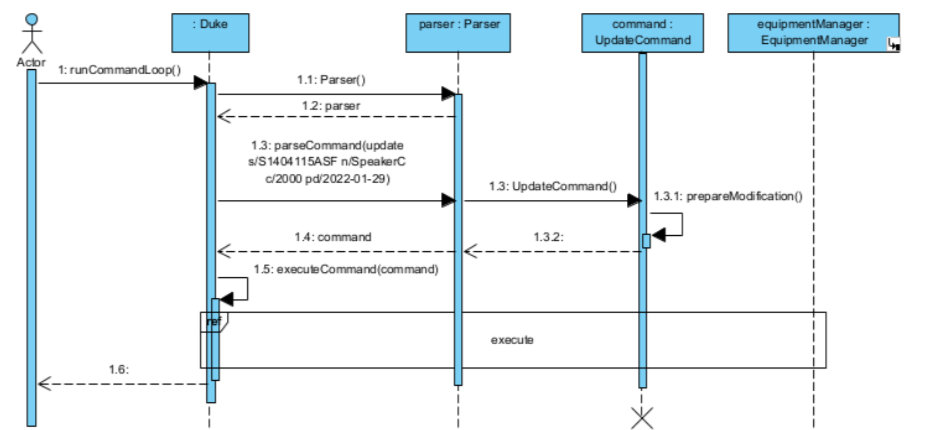 : Duke
parser : Parser
command :
UpdateCommand
equipmentManager :
EquipmentManager
Actor
1: runCommandLoop()
1.1: Parser()
1.2: parser
1.3: parseCommand(update
s/S1404115ASF n/SpeakerC
c/2000 pd/2022-01-29)
1.3: UpdateCommand()
1.3.1: prepareModification()
1.4: command
1.3.2:
1.5: executeCommand(command)
ref
execute
1.6: